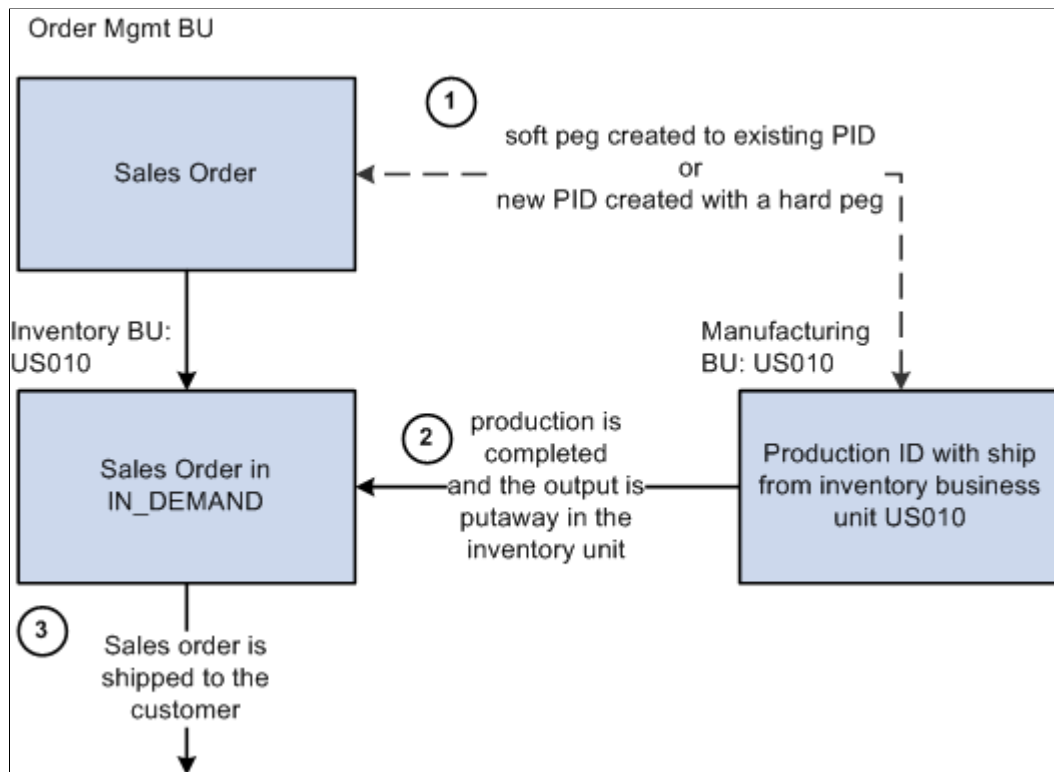 Order Mgmt BU
1
Sales Order
soft peg created to existing PID
or
new PID created with a hard peg
Inventory BU:
US010
Manufacturing
BU: US010
Sales Order in
IN_DEMAND
2
production is
completed
and the output is
putaway in the
inventory unit
Production ID with ship
from inventory business
unit US010
3
Sales order is
shipped to the
customer